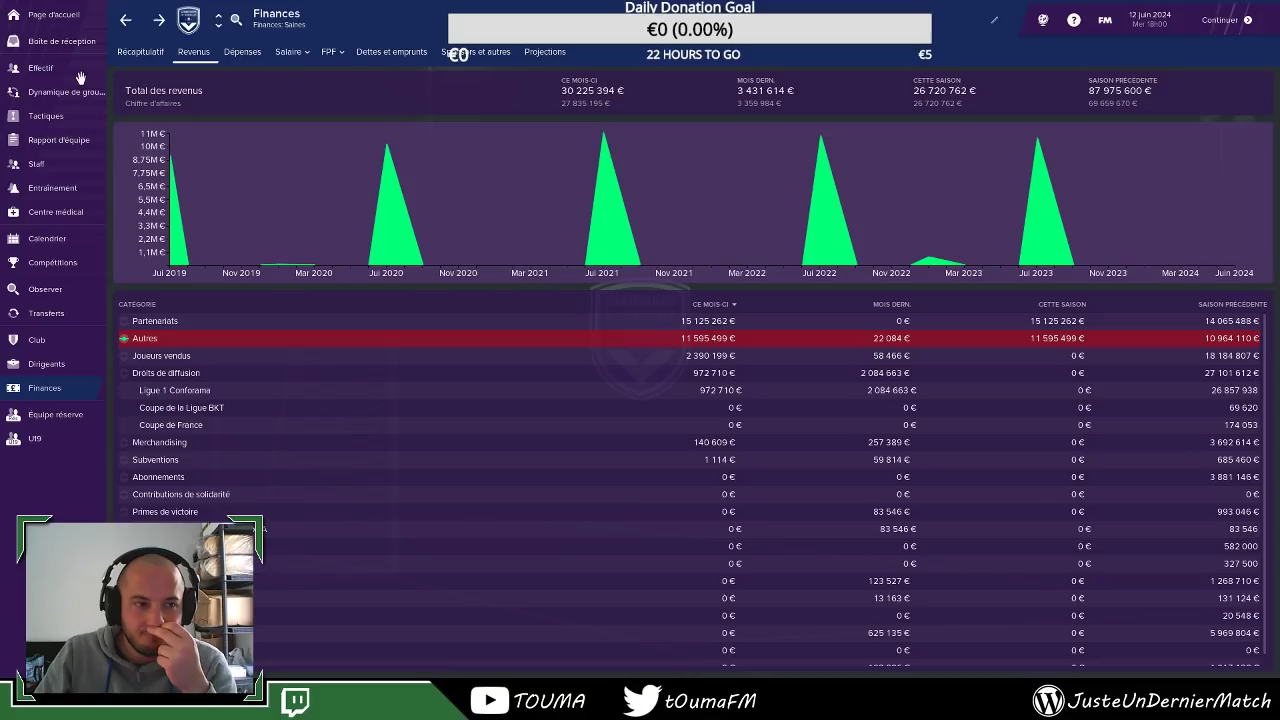 Page d'accueil
Boîte de réception
Effectif
Dynamique de grou...
Tactiques
Rapport d'équipe
Staff
Entraînement
Centre médical
Calendrier
Compétitions
Observer
Transferts
Club
Dirigeants
Finances
Équipe réserve
U19
Finances
Finances: Saines
Daily Donation Goal
€0 (0.00%)
€0
22 HOURS TO GO
€5
FM
12 juin 2024
Mer 18h00
Continuer
Récapitulatif
Revenus
Dépenses
Salaire
FPF
Dettes et emprunts
et autres
Projections
CE MOIS-CI
MOIS DERN.
CETTE SAISON
SAISON PRÉCÉDENTE
Total des revenus 30 225 394 € 3 431 614 € 26 720 762 € 87 975 600 €
Chiffre d'affaires 27 835 195 € 3 359 984 € 26 720 762 € 69 659 670 €
11M €
10M €
8,75M €
7,75M €
6,5M €
5,5M €
4,4M €
3,3M €
2,2M €
1,1M €
Jul 2019 Nov 2019 Mar 2020 Jul 2020 Nov 2020 Mar 2021 Jul 2021 Nov 2021 Mar 2022 Jul 2022 Nov 2022 Mar 2023 Jul 2023 Nov 2023 Mar 2024 Juin 2024
CATÉGORIE CE MOIS-CI MOIS DERN. CETTE SAISON SAISON PRÉCÉDENTE
Partenariats 15 125 262 € 0 € 15 125 262 € 14 065 488 €
Autres 11 595 499 € 22 084 € 11 595 499 € 10 964 110 €
Joueurs vendus 2 390 199 € 58 466 € 0 € 18 184 807 €
Droits de diffusion 972 710 € 2 084 663 € 0 € 27 101 612 €
Ligue 1 Conforama 972 710 € 2 084 663 € 0 € 26 857 938
Coupe de la Ligue BKT 0 € 0 € 0 € 69 620
Coupe de France 0 € 0 € 0 € 174 053
Merchandising 140 609 € 257 389 € 0 € 3 692 614 €
Subventions 1 114 € 59 814 € 0 € 685 460 €
Abonnements 0 € 0 € 0 € 3 881 146 €
Contributions de solidarité 0 € 0 € 0 € 0 €
Primes de victoire 0 € 83 546 € 0 € 993 046 €
0 € 83 546 € 0 € 83 546
0 € 0 € 0 € 582 000
0 € 0 € 0 € 327 500
0 € 123 527 € 0 € 1 268 710 €
0 € 13 163 € 0 € 131 124 €
0 € 0 € 0 € 20 548 €
0 € 625 135 € 0 € 5 969 804 €
0 € 0 € 0 € 0 €
TOUMA
tOumaFM
JusteUnDernierMatch